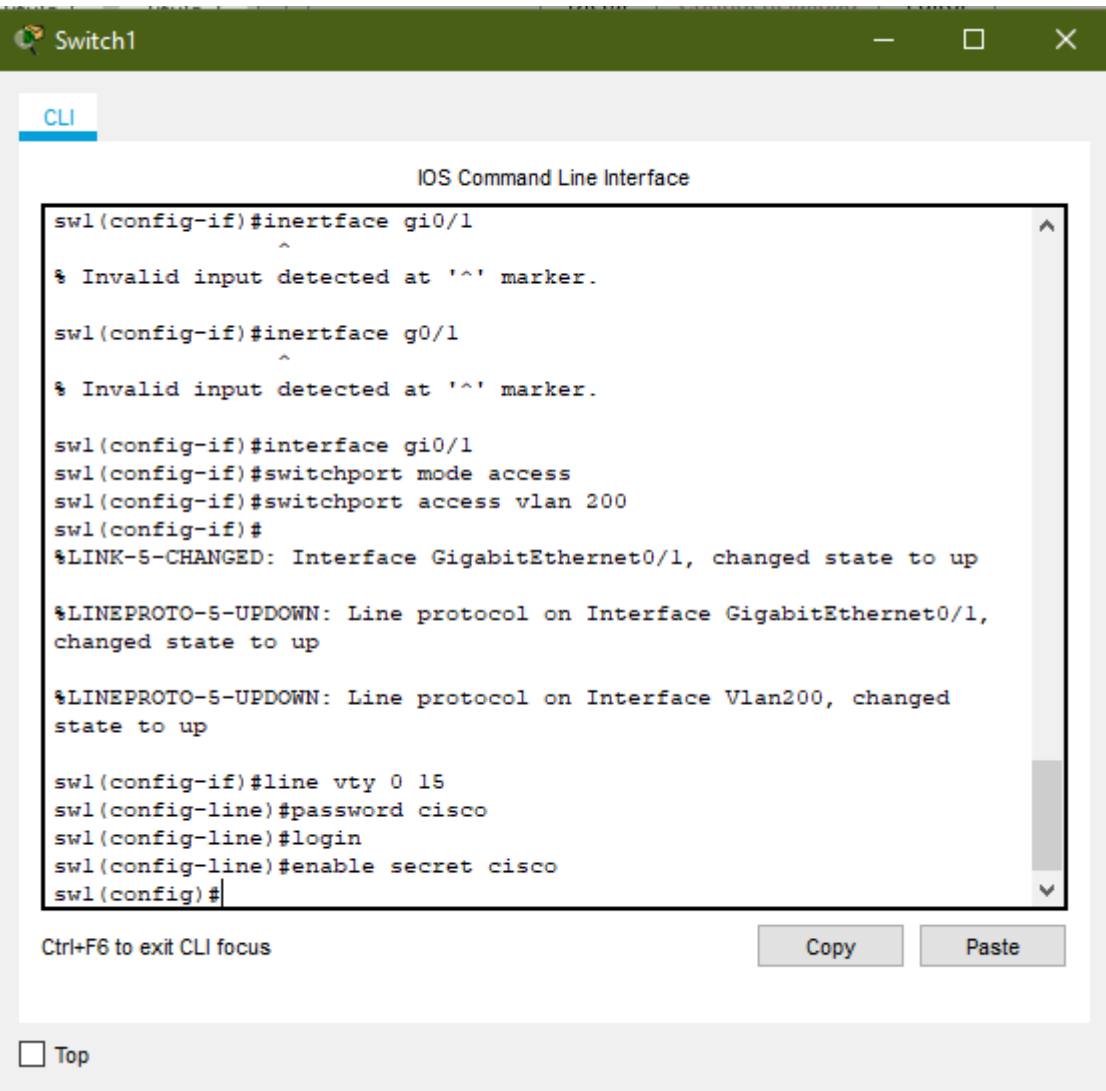 Switch1
CLI
IOS Command Line Interface
sw1(config-if)#inertface gi0/1
^
% Invalid input detected at '^' marker.
sw1(config-if)#inertface g0/1
^
% Invalid input detected at '^' marker.
sw1(config-if)#interface gi0/1
sw1(config-if)#switchport mode access
sw1(config-if)#switchport access vlan 200
sw1(config-if)#
%LINK-5-CHANGED: Interface GigabitEthernet0/1, changed state to up
%LINEPROTO-5-UPDOWN: Line protocol on Interface GigabitEthernet0/1,
changed state to up
%LINEPROTO-5-UPDOWN: Line protocol on Interface Vlan200, changed
state to up
sw1(config-if)#line vty 0 15
sw1(config-line)#password cisco
sw1(config-line)#login
sw1(config-line)#enable secret cisco
sw1(config)#
Ctrl+F6 to exit CLI focus
Copy
Paste
Top